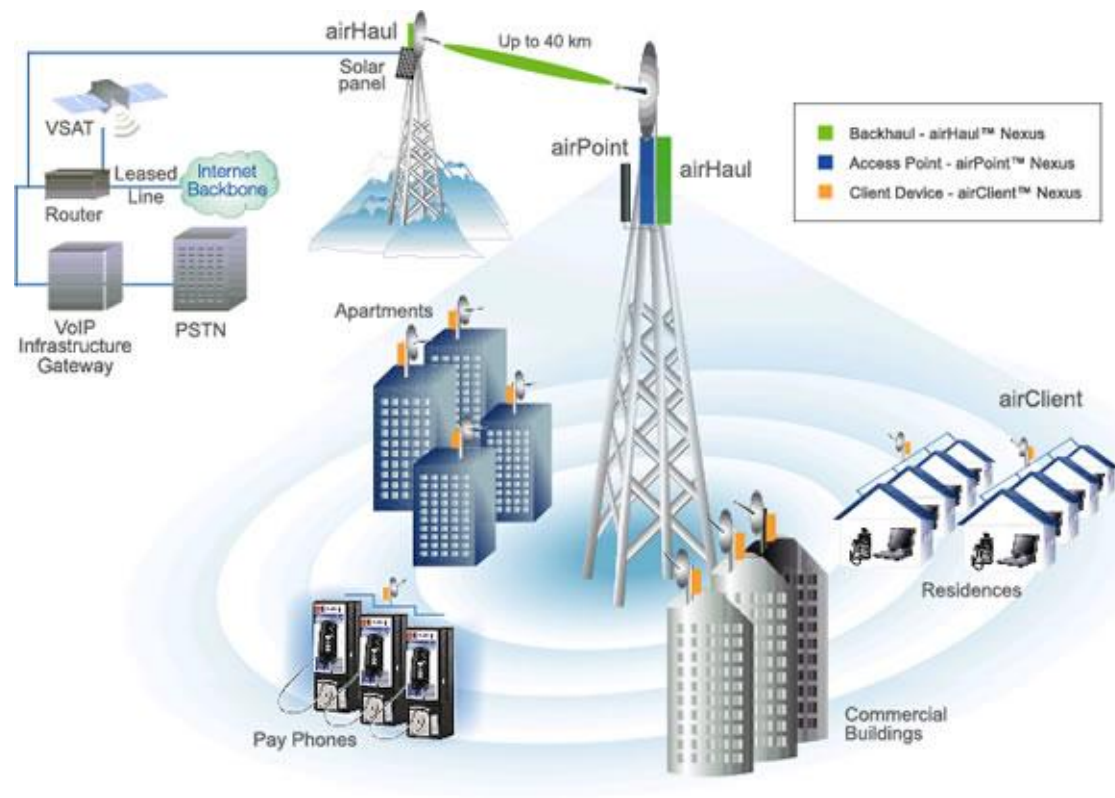 airHaul
Up to 40 km
Solar
panel
VSAT
Leased
Line
Internet
Backbone
Router
VoIP
Infrastructure
Gateway
PSTN
airPoint
airHaul
Backhaul - airHaul™ Nexus
Access Point - airPoint™ Nexus
Client Device - airClient™ Nexus
Apartments
airClient
Residences
Pay Phones
Commercial
Buildings